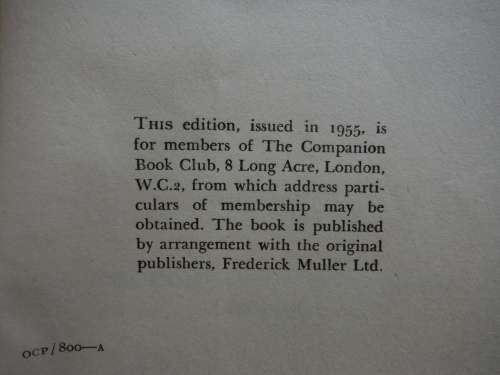 THIS edition, issued in 1955, is
for members of The Companion
Book Club, 8 Long Acre, London,
W.C.2, from which address parti-
culars of membership may be
obtained. The book is published
by arrangement with the original
publishers, Frederick Muller Ltd.
OCP/800—A